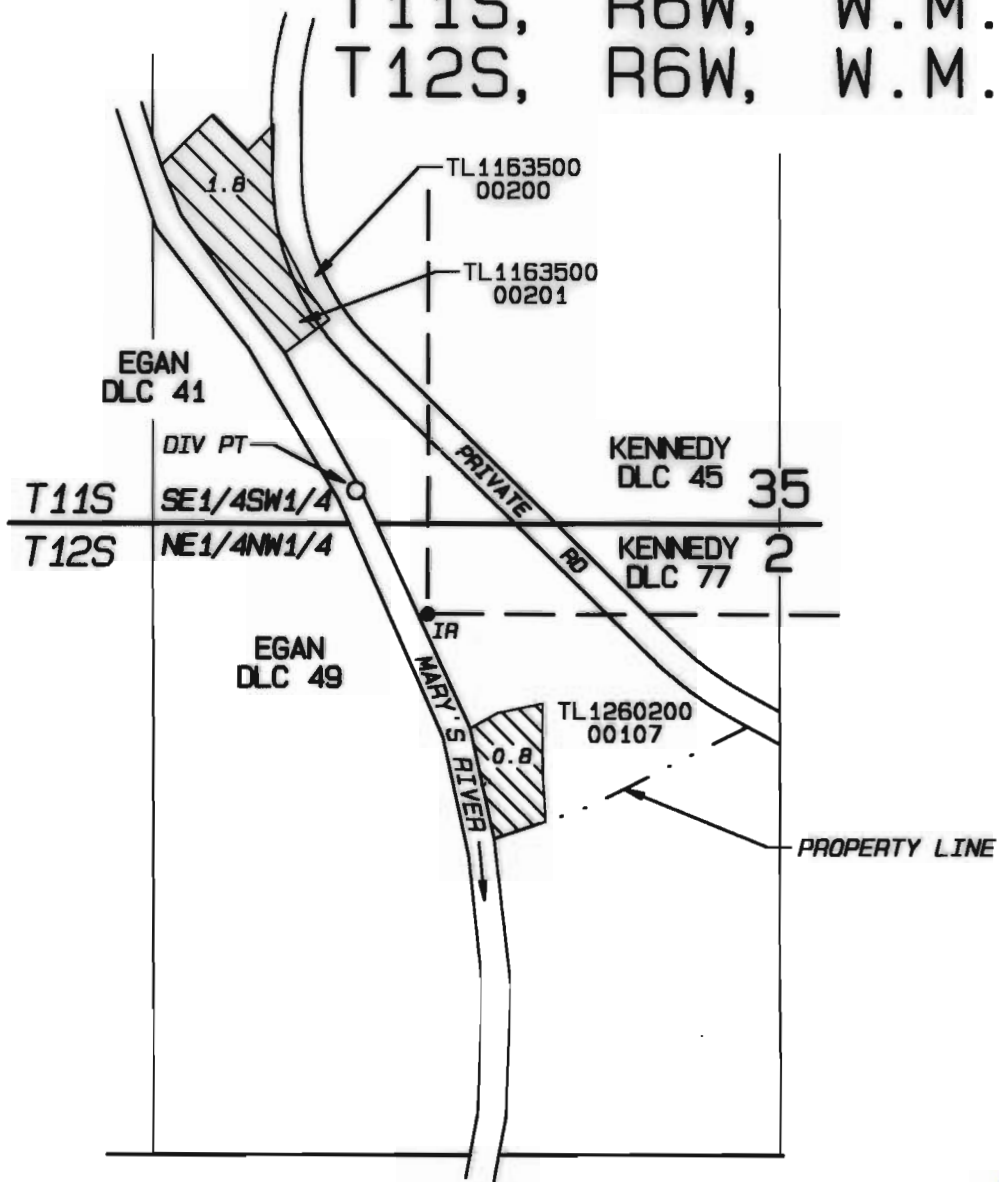 T11S, R6W, W.M.
T12S, R6W, W.M.
TL1163500
00200
1.8
TL1163500
00201
EGAN
DLC 41
DIV PT
KENNEDY
DLC 45
35
PRIVATE
RD
T11S
SE1/4SW1/4
T12S
NE1/4NW1/4
KENNEDY
DLC 77
2
IR
EGAN
DLC 49
MARY'S RIVER
TL1260200
00107
0.8
PROPERTY LINE